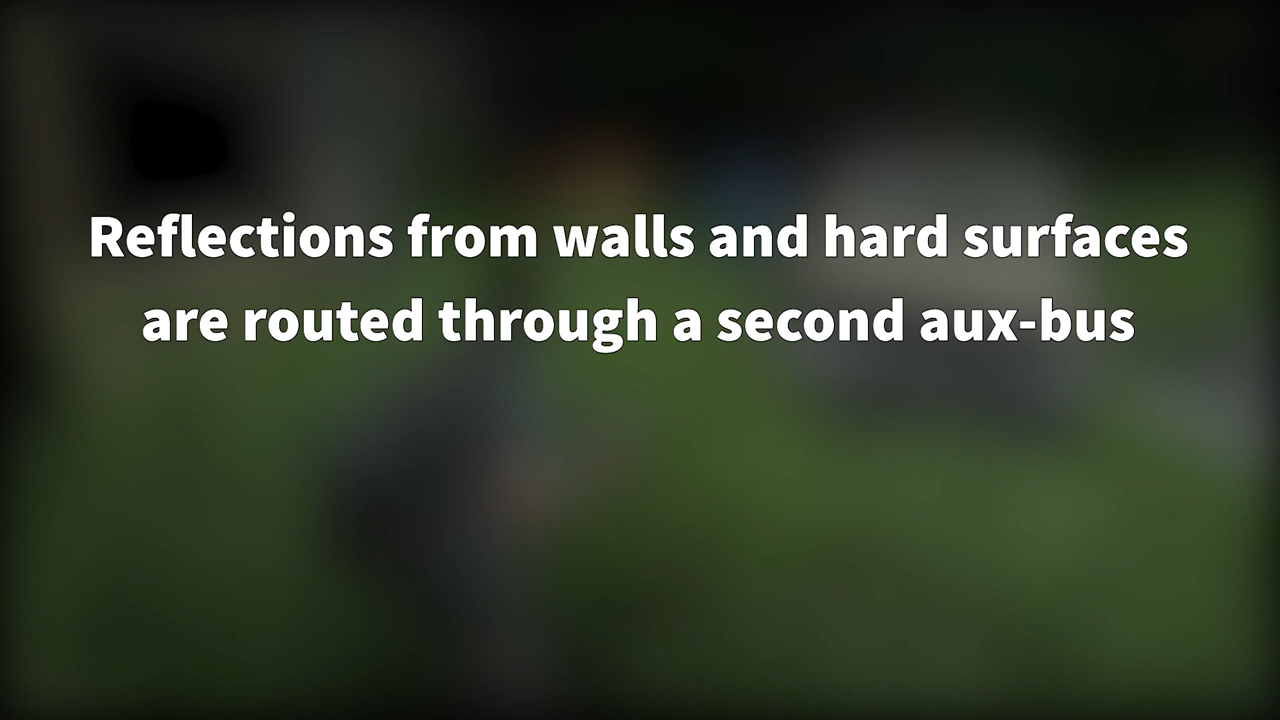 Reflections from walls and hard surfaces
are routed through a second aux-bus